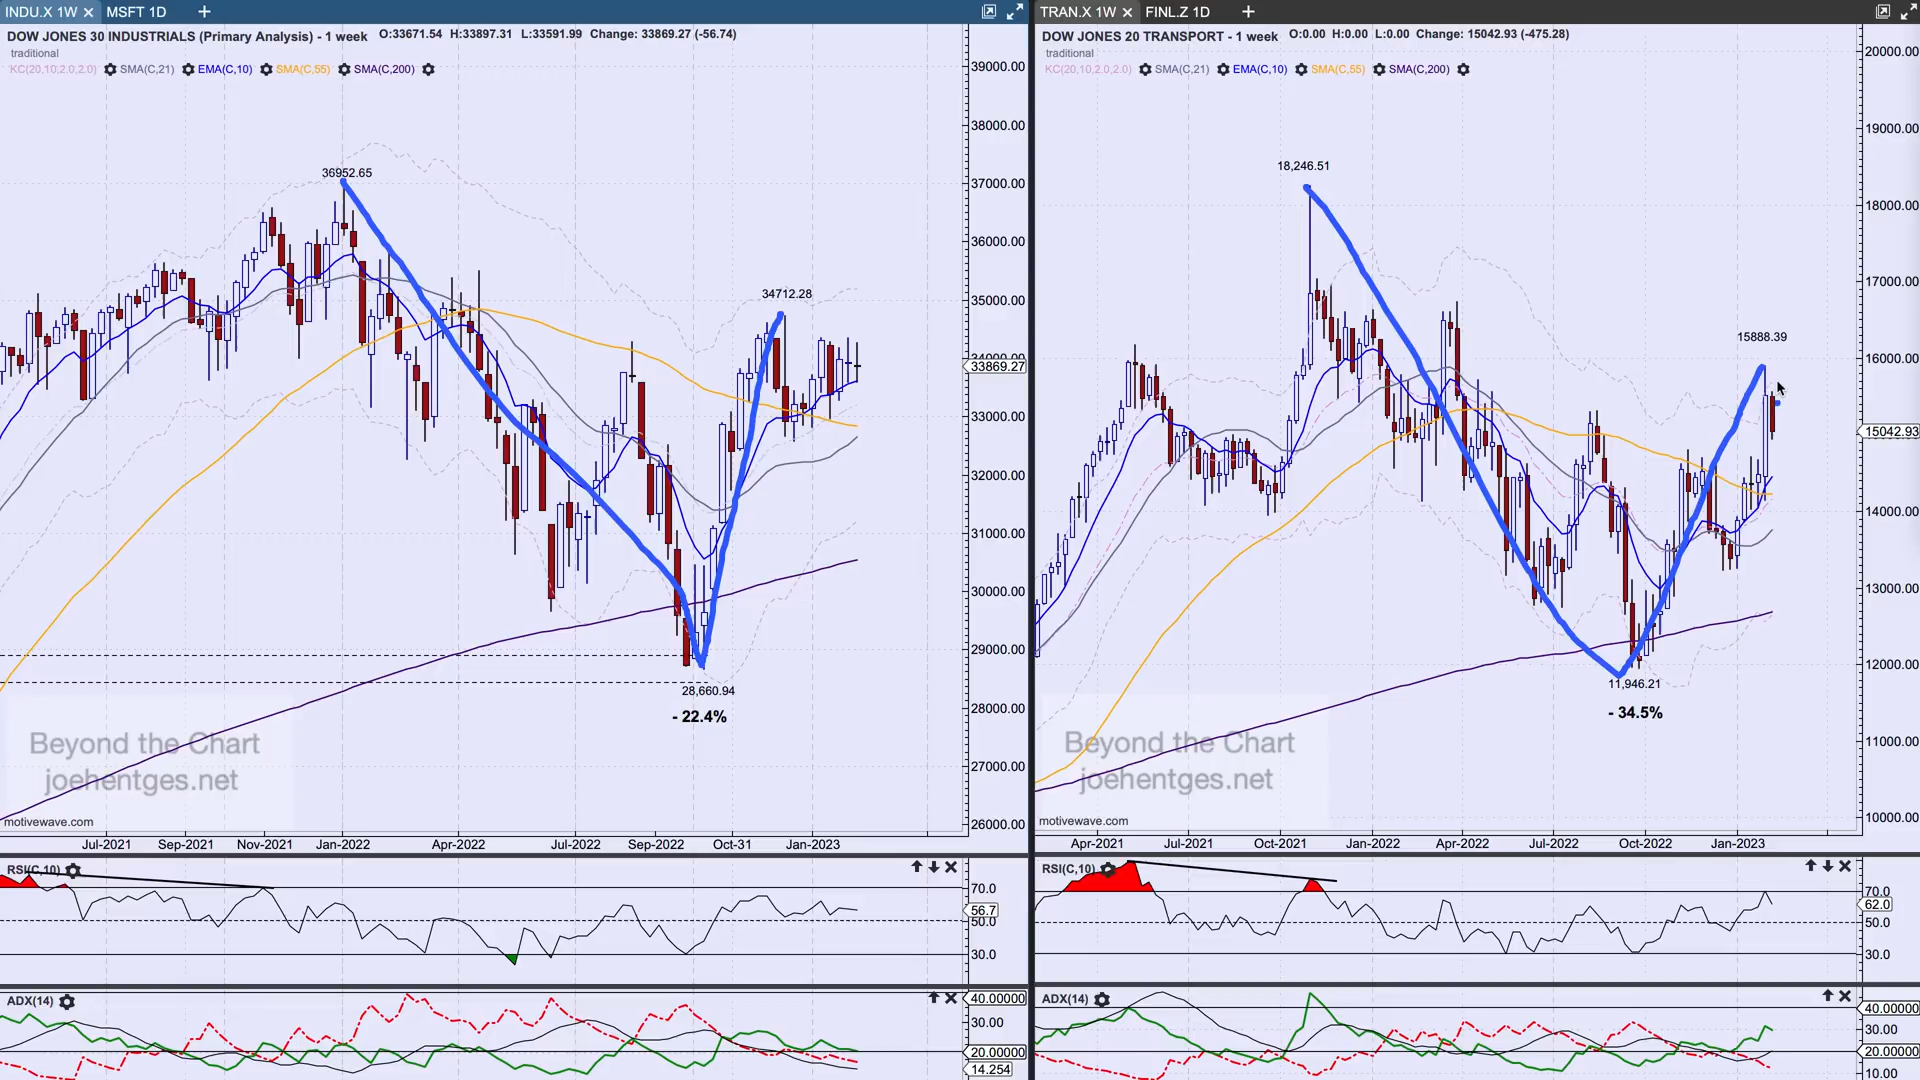 INDU.X 1W
MSFT 1D
DOW JONES 30 INDUSTRIALS (Primary Analysis) - 1 week O:33671.54 H:33897.31 L:33591.99 Change: 33869.27 (-56.74)
traditional
KC(20,10,2.0,2.0) SMA(C,21) EMA(C,10) SMA(C,55) SMA(C,200)
36952.65
34712.28
28,660.94
- 22.4%
39000.00
38000.00
37000.00
36000.00
35000.00
34000.00
33869.27
33000.00
32000.00
31000.00
30000.00
29000.00
28000.00
27000.00
26000.00
Beyond the Chart
joehentges.net
motivewave.com
Jul-2021 Sep-2021 Nov-2021 Jan-2022 Apr-2022 Jul-2022 Sep-2022 Oct-31 Jan-2023
RSI(C,10)
70.0
56.7
50.0
30.0
ADX(14)
40.00000
30.00
20.00000
14.254
TRAN.X 1W
FINL.Z 1D
DOW JONES 20 TRANSPORT - 1 week O:0.00 H:0.00 L:0.00 Change: 15042.93 (-475.28)
traditional
KC(20,10,2.0,2.0) SMA(C,21) EMA(C,10) SMA(C,55) SMA(C,200)
18,246.51
15888.39
11,946.21
- 34.5%
20000.00
19000.00
18000.00
17000.00
16000.00
15042.93
14000.00
13000.00
12000.00
11000.00
10000.00
Beyond the Chart
joehentges.net
motivewave.com
Apr-2021 Jul-2021 Oct-2021 Jan-2022 Apr-2022 Jul-2022 Oct-2022 Jan-2023
RSI(C,10)
70.0
62.0
50.0
30.0
ADX(14)
40.00000
30.00
20.00000
10.00